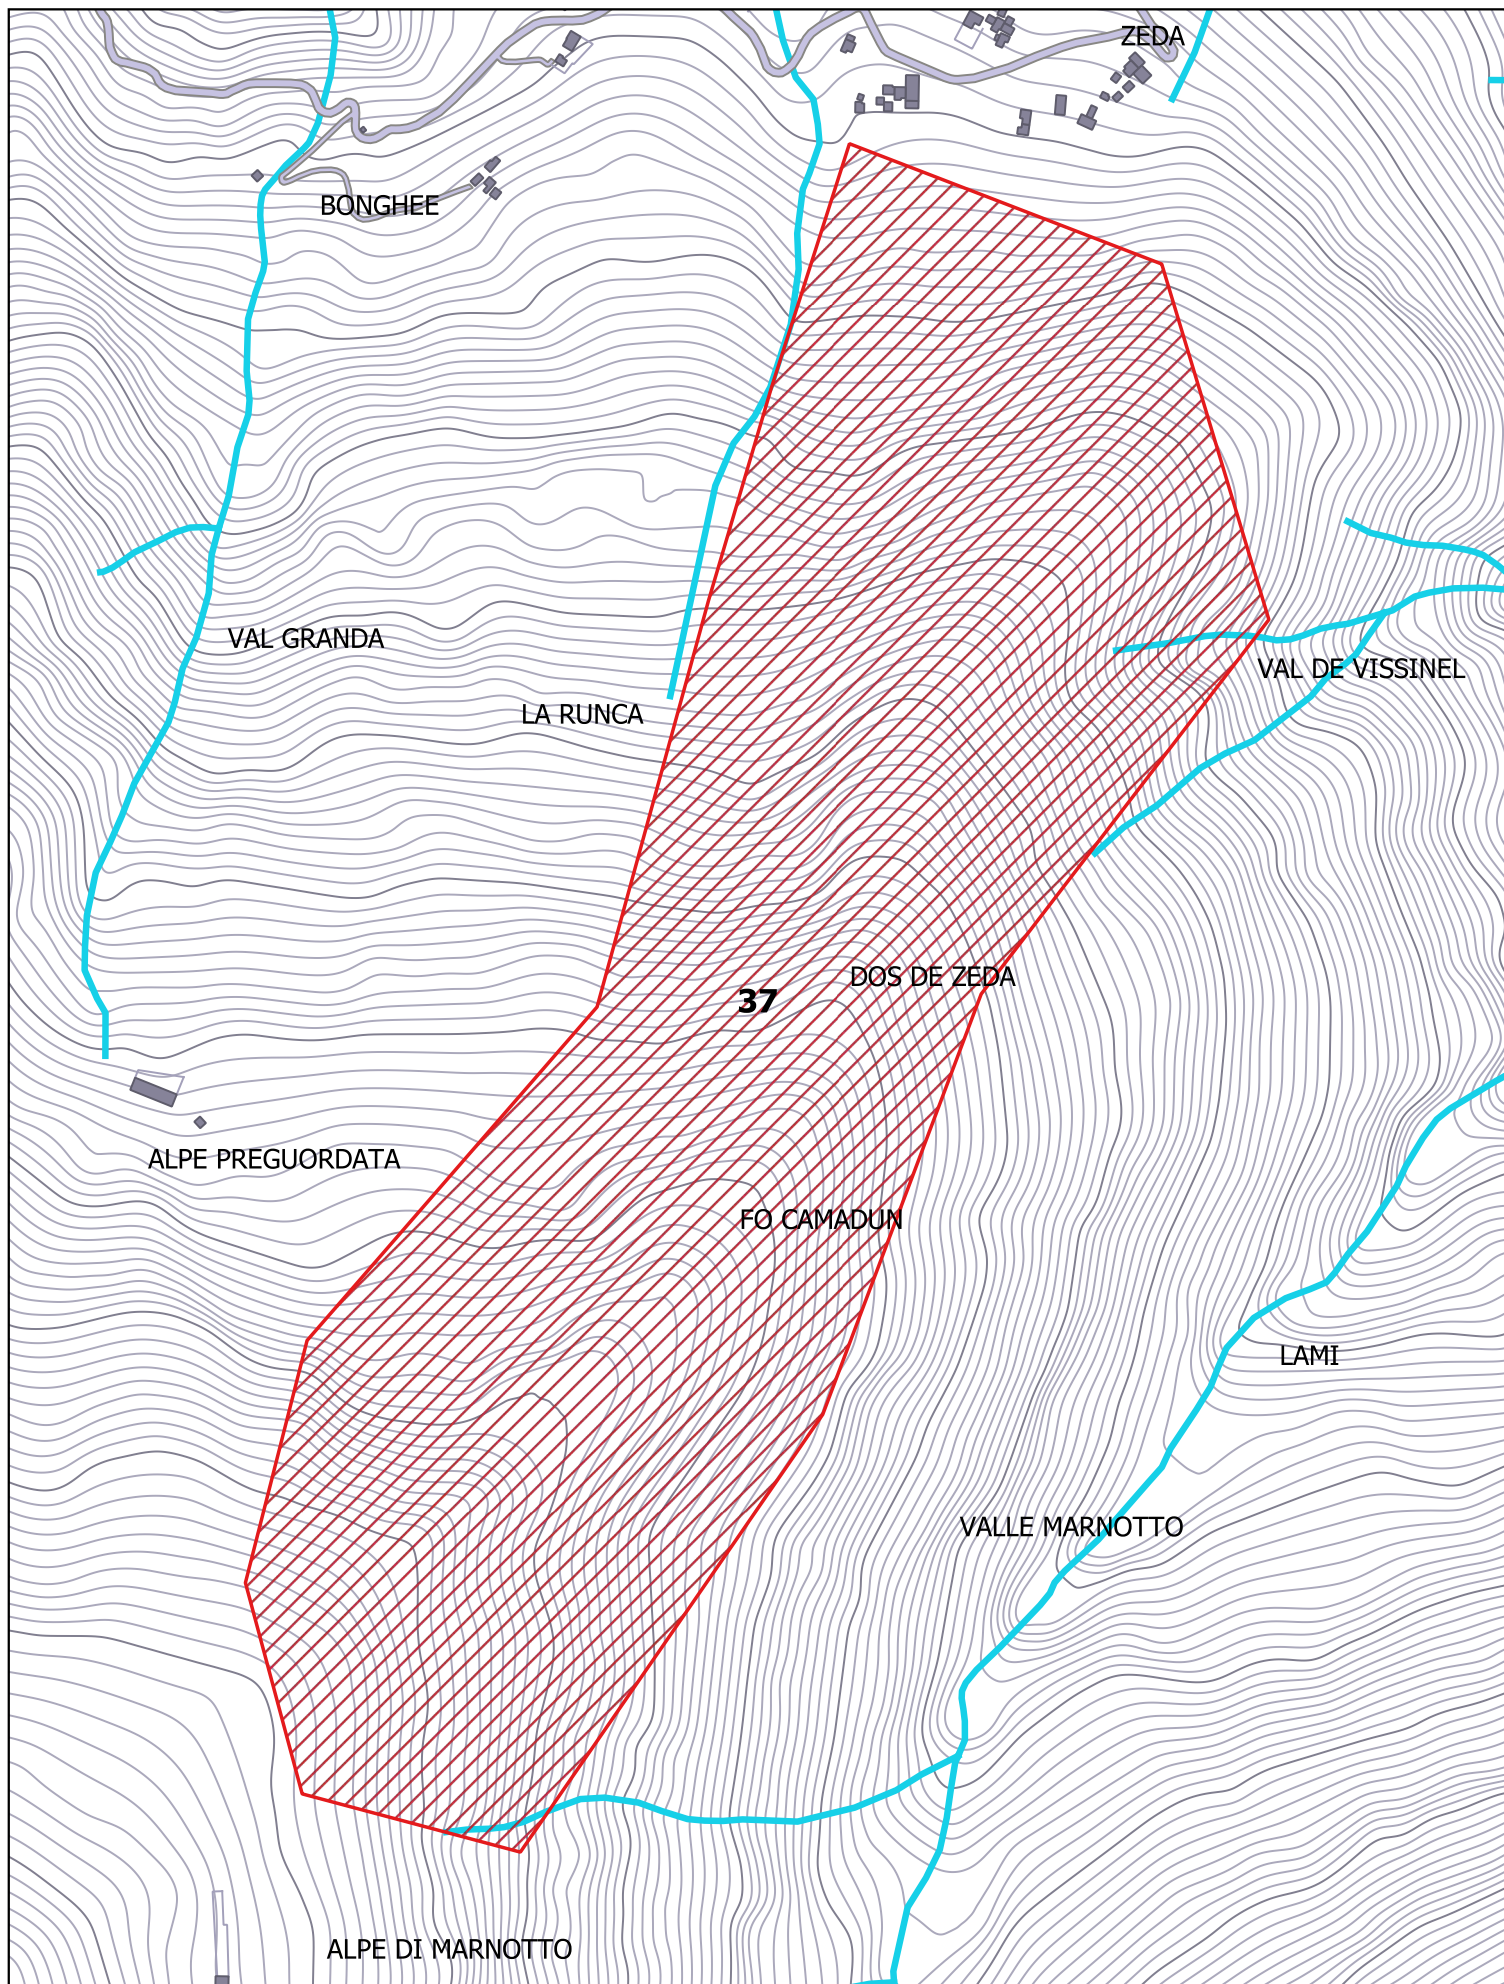 ZEDA
BONGHEE
VAL GRANDA
VAL DE VISSINEL
LA RUNCA
DOS DE ZEDA
37
ALPE PREGUORDATA
FO CAMADUN
LAMI
VALLE MARNOTTO
ALPE DI MARNOTTO